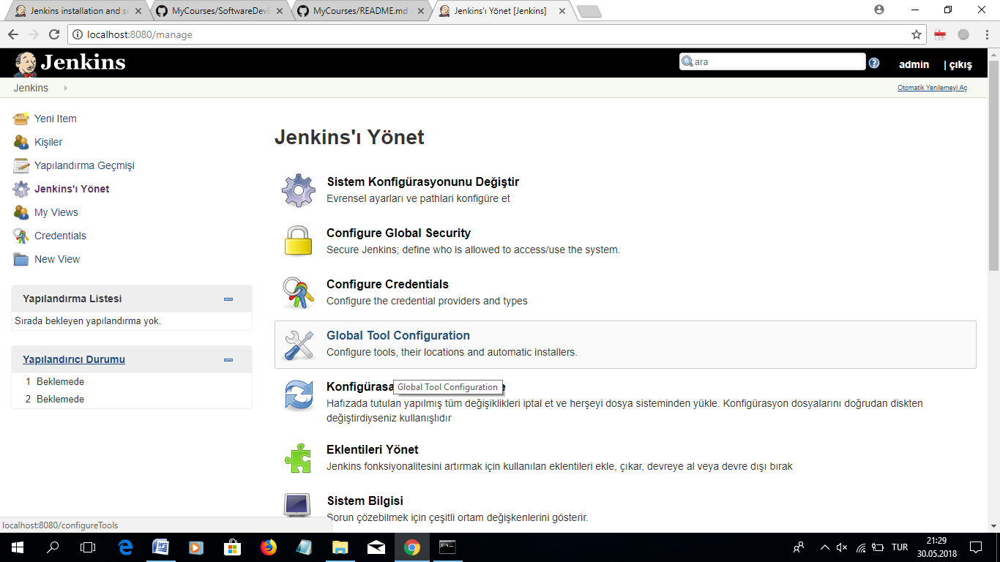 Jenkins installation and se
MyCourses/SoftwareDevE
MyCourses/README.md
Jenkins'ı Yönet [Jenkins]
localhost:8080/manage
Jenkins
ara
admin
| çıkış
Jenkins
Otomatik Yenilemeyi Aç
Yeni Item
Kişiler
Yapılandırma Geçmişi
Jenkins'ı Yönet
My Views
Credentials
New View
Yapılandırma Listesi
Sırada bekleyen yapılandırma yok.
Yapılandırıcı Durumu
1 Beklemede
2 Beklemede
Jenkins'ı Yönet
Sistem Konfigürasyonunu Değiştir
Evrensel ayarları ve pathlari konfigüre et
Configure Global Security
Secure Jenkins; define who is allowed to access/use the system.
Configure Credentials
Configure the credential providers and types
Global Tool Configuration
Configure tools, their locations and automatic installers.
Global Tool Configuration
Hafızada tutulan yapılmış tüm değişiklikleri iptal et ve herşeyi dosya sisteminden yükle. Konfigürasyon dosyalarını doğrudan diskten
değiştirdiyseniz kullanışlıdır
Eklentileri Yönet
Jenkins fonksiyonalitesini artırmak için kullanılan eklentileri ekle, çıkar, devreye al veya devre dışı bırak
Sistem Bilgisi
Sorun çözebilmek için çeşitli ortam değişkenlerini gösterir.
localhost:8080/configureTools
TUR
21:29
30.05.2018